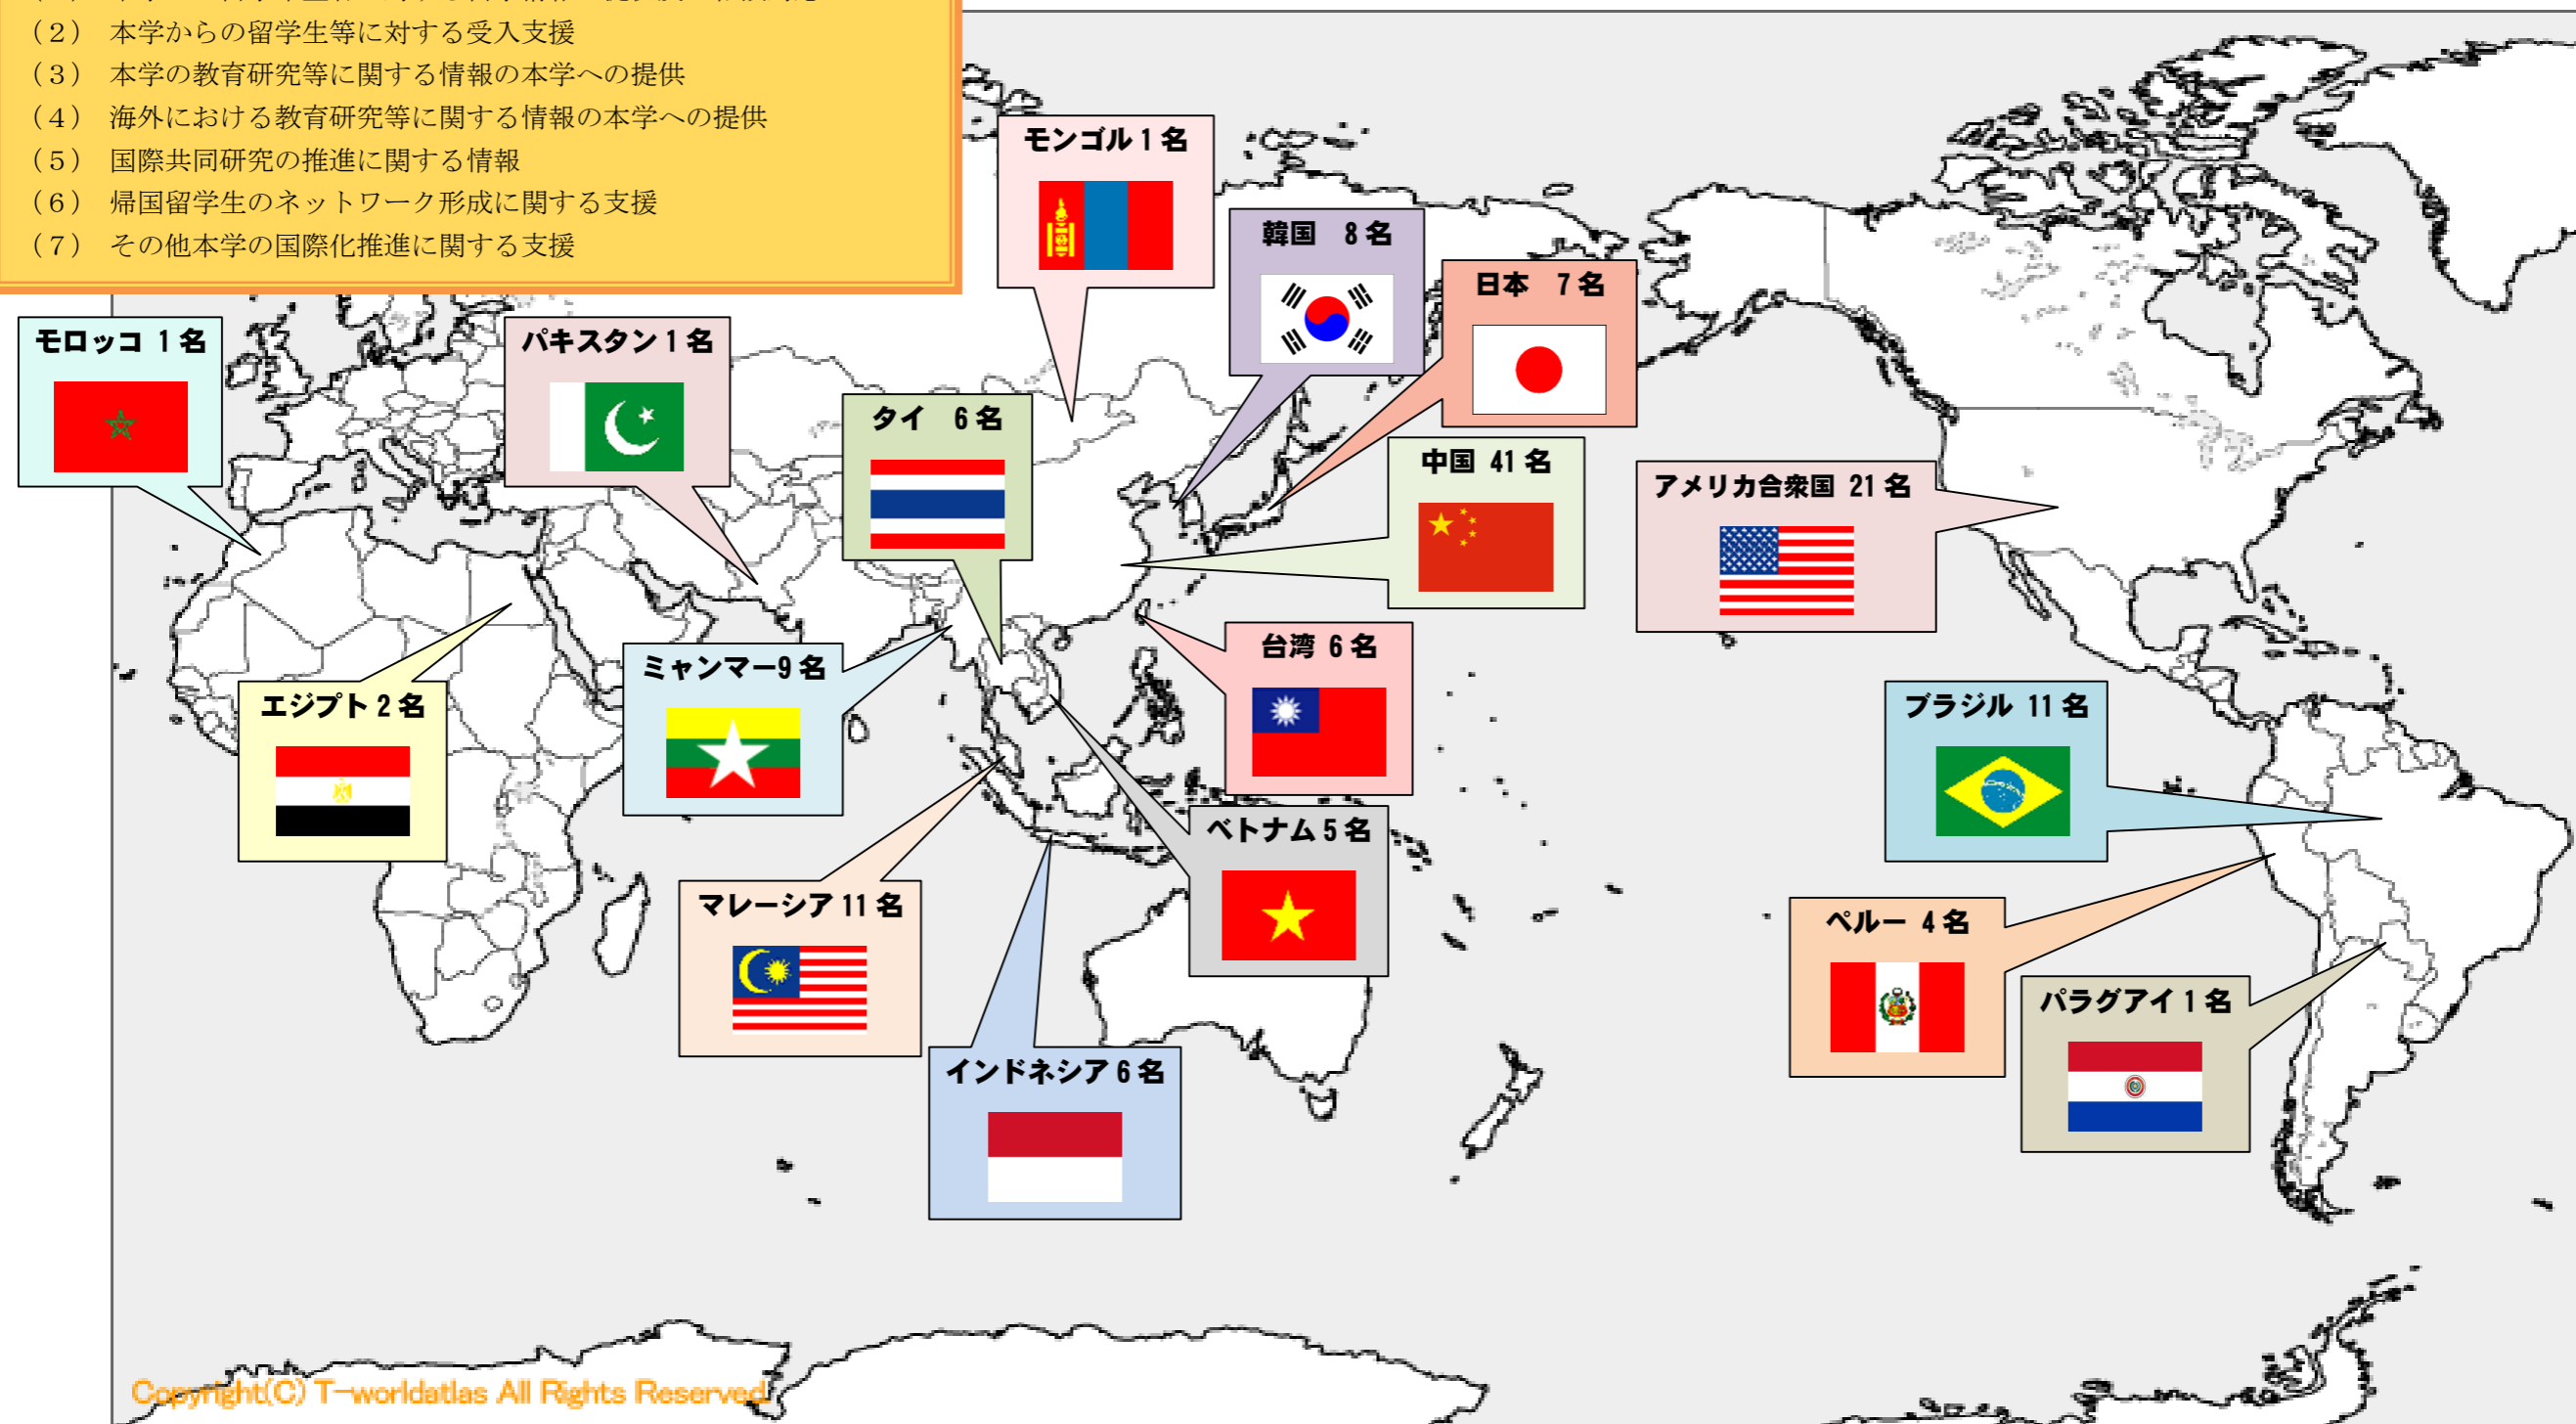 （２） 本学からの留学生等に対する受入支援
（３） 本学の教育研究等に関する情報の本学への提供
（４） 海外における教育研究等に関する情報の本学への提供
（５） 国際共同研究の推進に関する情報
（６） 帰国留学生のネットワーク形成に関する支援
（７） その他本学の国際化推進に関する支援
モンゴル 1 名
韓国　8 名
日本　7 名
モロッコ 1 名
パキスタン 1 名
タイ　6 名
中国 41 名
アメリカ合衆国 21 名
台湾 6 名
ミャンマー9 名
エジプト 2 名
ブラジル 11 名
ベトナム 5 名
マレーシア 11 名
ペルー 4 名
パラグアイ 1 名
インドネシア 6 名
Copyright(C) T-worldatlas All Rights Reserved